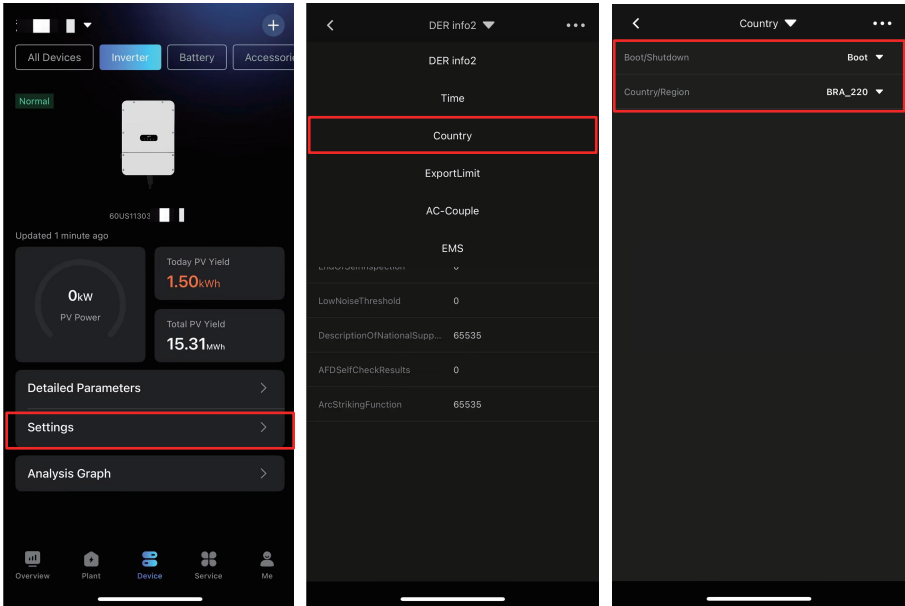 All Devices
Inverter
Battery
Accessorie
Normal
60US11303
Updated 1 minute ago
0kW
PV Power
Today PV Yield
1.50kWh
Total PV Yield
15.31MWh
Detailed Parameters
Settings
Analysis Graph
Overview
Plant
Device
Service
Me
DER info2
DER info2
Time
Country
ExportLimit
AC-Couple
EMS
EndOfSelfInspection 0
LowNoiseThreshold 0
DescriptionOfNationalSupp... 65535
AFDSelfCheckResults 0
ArcStrikingFunction 65535
Country
Boot/Shutdown Boot
Country/Region BRA_220